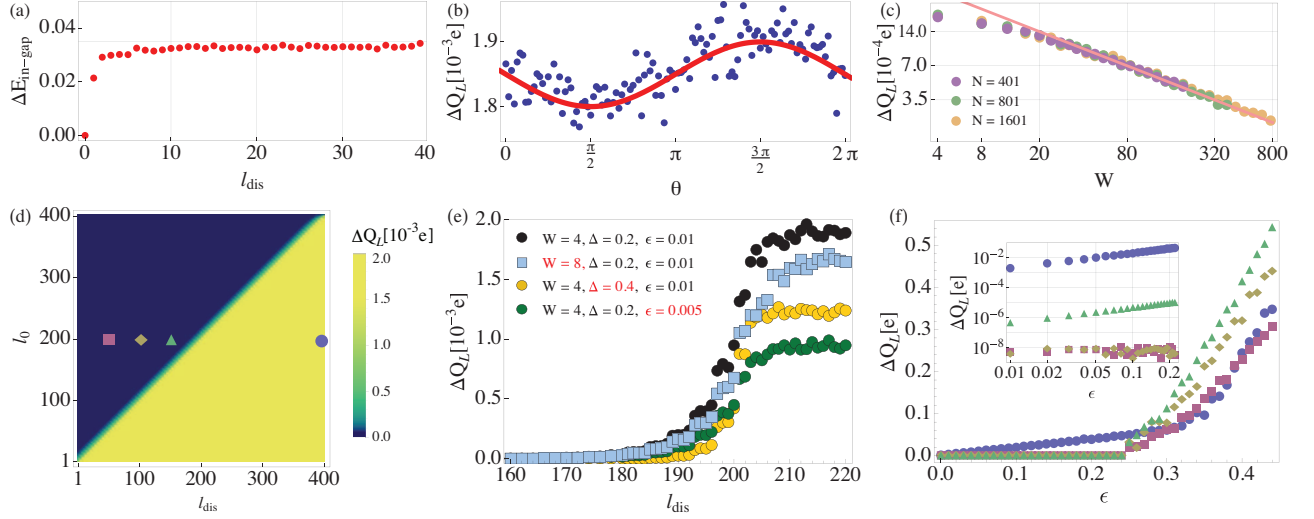 (a)
ΔE_in-gap
0.04
0.02
0.00
0
10
20
30
40
l_dis
(b)
ΔQ_L[10⁻³e]
1.9
1.8
0
π/2
π
3π/2
2π
θ
(c)
ΔQ_L[10⁻⁴e]
14.0
7.0
3.5
N = 401
N = 801
N = 1601
4
8
20
80
320
800
W
(d)
l_0
400
300
200
100
1
1
100
200
300
400
l_dis
ΔQ_L[10⁻³e]
2.0
1.5
1.0
0.5
0.0
(e)
ΔQ_L[10⁻³e]
2.0
1.5
1.0
0.5
0.0
W = 4, Δ = 0.2, ϵ = 0.01
W = 8, Δ = 0.2, ϵ = 0.01
W = 4, Δ = 0.4, ϵ = 0.01
W = 4, Δ = 0.2, ϵ = 0.005
160
170
180
190
200
210
220
l_dis
(f)
ΔQ_L[e]
0.5
0.4
0.3
0.2
0.1
0.0
0.0
0.1
0.2
0.3
0.4
ϵ
ΔQ_L[e]
10⁻²
10⁻⁴
10⁻⁶
10⁻⁸
0.01
0.02
0.05
0.1
0.2
ϵ